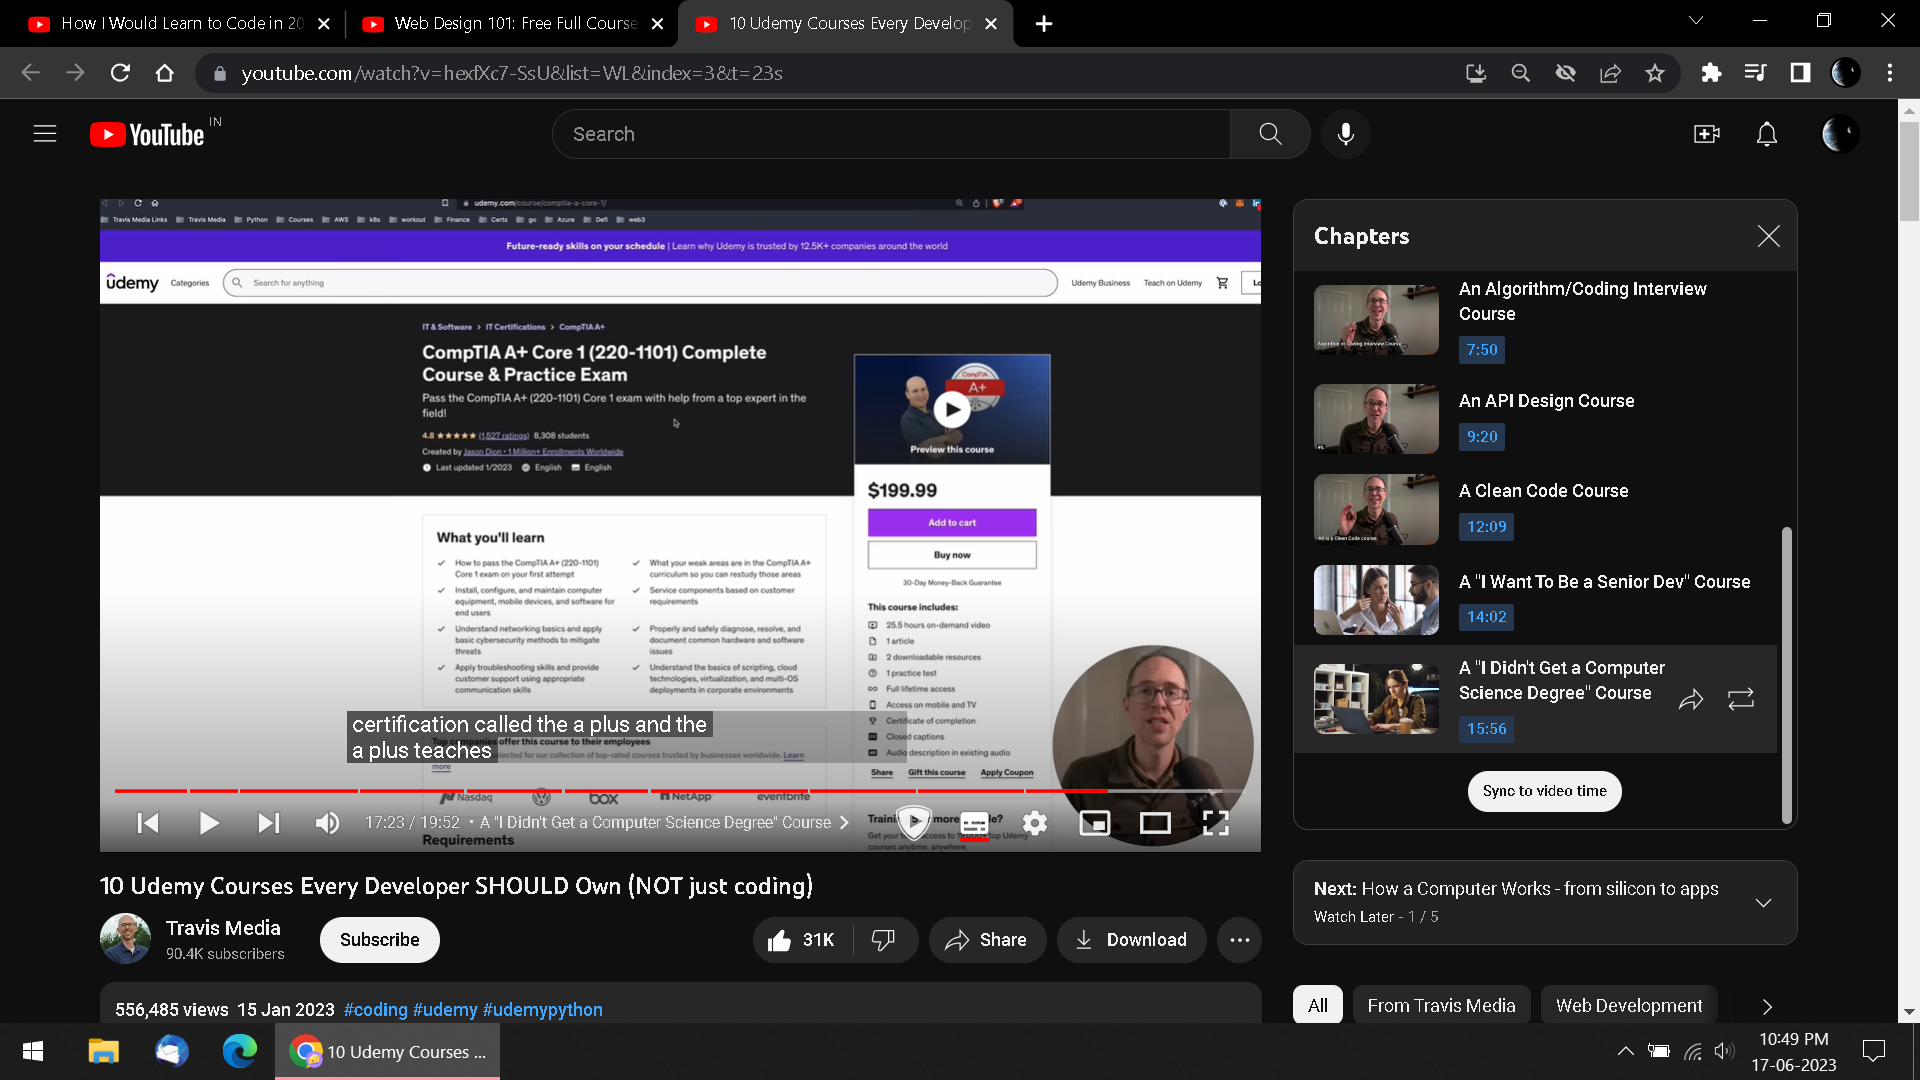 How I Would Learn to Code in 20
Web Design 101: Free Full Course
10 Udemy Courses Every Develop
youtube.com/watch?v=hexfXc7-SsU&list=WL&index=3&t=23s
YouTube IN
Search
udemy.com/course/comptia-a-core-1/
Travis Media Links Travis Media Python Courses AWS k8s workout Finance Certs go Azure Defi web3
Future-ready skills on your schedule | Learn why Udemy is trusted by 12.5K+ companies around the world
ûdemy Categories Search for anything Udemy Business Teach on Udemy Lo
IT & Software > IT Certifications > CompTIA A+
CompTIA A+ Core 1 (220-1101) Complete
Course & Practice Exam
Pass the CompTIA A+ (220-1101) Core 1 exam with help from a top expert in the
field!
4.8 ★★★★★ (1,527 ratings) 8,308 students
Created by Jason Dion • 1 Million+ Enrollments Worldwide
Last updated 1/2023 English English
CompTIA
A+
Preview this course
$199.99
Add to cart
Buy now
30-Day Money-Back Guarantee
This course includes:
25.5 hours on-demand video
1 article
2 downloadable resources
1 practice test
Full lifetime access
Access on mobile and TV
Certificate of completion
Closed captions
Audio description in existing audio
Share Gift this course Apply Coupon
What you'll learn
How to pass the CompTIA A+ (220-1101)
Core 1 exam on your first attempt
Install, configure, and maintain computer
equipment, mobile devices, and software for
end users
Understand networking basics and apply
basic cybersecurity methods to mitigate
threats
Apply troubleshooting skills and provide
customer support using appropriate
communication skills
What your weak areas are in the CompTIA A+
curriculum so you can restudy those areas
Service components based on customer
requirements
Properly and safely diagnose, resolve, and
document common hardware and software
issues
Understand the basics of scripting, cloud
technologies, virtualization, and multi-OS
deployments in corporate environments
certification called the a plus and the
a plus teaches
offer this course to their employees
elected for our collection of top-rated courses trusted by businesses worldwide. Learn
more
Nasdaq box NetApp eventbrite
17:23 / 19:52 • A "I Didn't Get a Computer Science Degree" Course
Requirements
10 Udemy Courses Every Developer SHOULD Own (NOT just coding)
Travis Media
90.4K subscribers
Subscribe
31K
Share
Download
556,485 views 15 Jan 2023 #coding #udemy #udemypython
Chapters
An Algorithm/Coding Interview
Course
7:50
An API Design Course
9:20
A Clean Code Course
12:09
A "I Want To Be a Senior Dev" Course
14:02
A "I Didn't Get a Computer
Science Degree" Course
15:56
Sync to video time
Next: How a Computer Works - from silicon to apps
Watch Later - 1 / 5
All From Travis Media Web Development
10 Udemy Courses ...
10:49 PM
17-06-2023